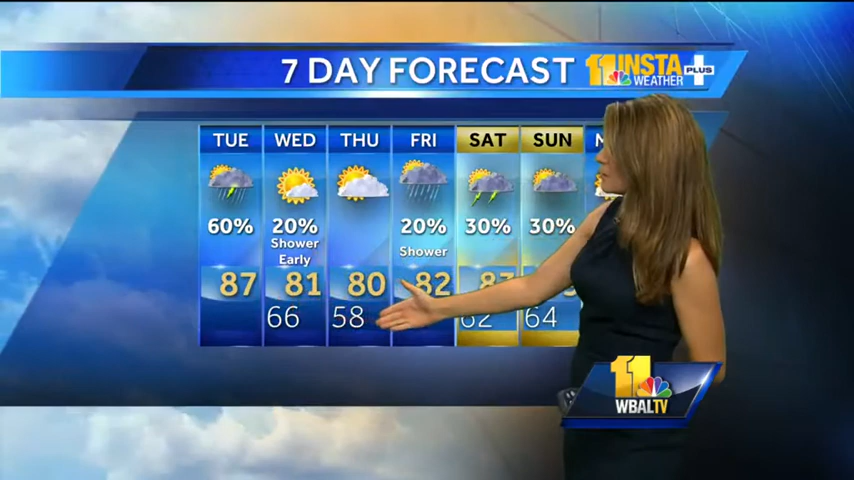 7 DAY FORECAST
11 INSTA
WEATHER PLUS
TUE WED THU FRI SAT SUN
60% 20% 20% 30% 30%
Shower Shower
Early
87 81 80 82
66 58 62 64
11
WBALTV